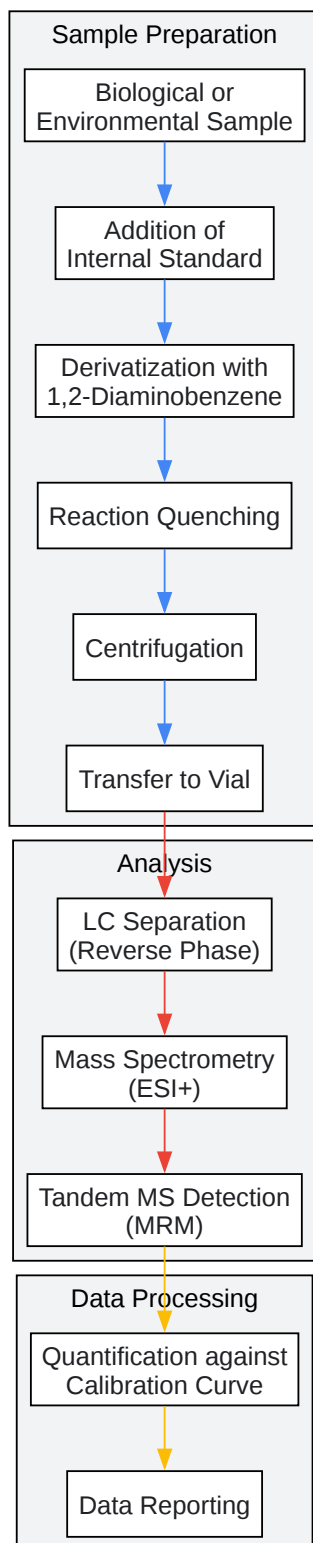 Sample Preparation
Biological or
Environmental Sample
Addition of
Internal Standard
Derivatization with
1,2-Diaminobenzene
Reaction Quenching
Centrifugation
Transfer to Vial
Analysis
LC Separation
(Reverse Phase)
Mass Spectrometry
(ESI+)
Tandem MS Detection
(MRM)
Data Processing
Quantification against
Calibration Curve
Data Reporting